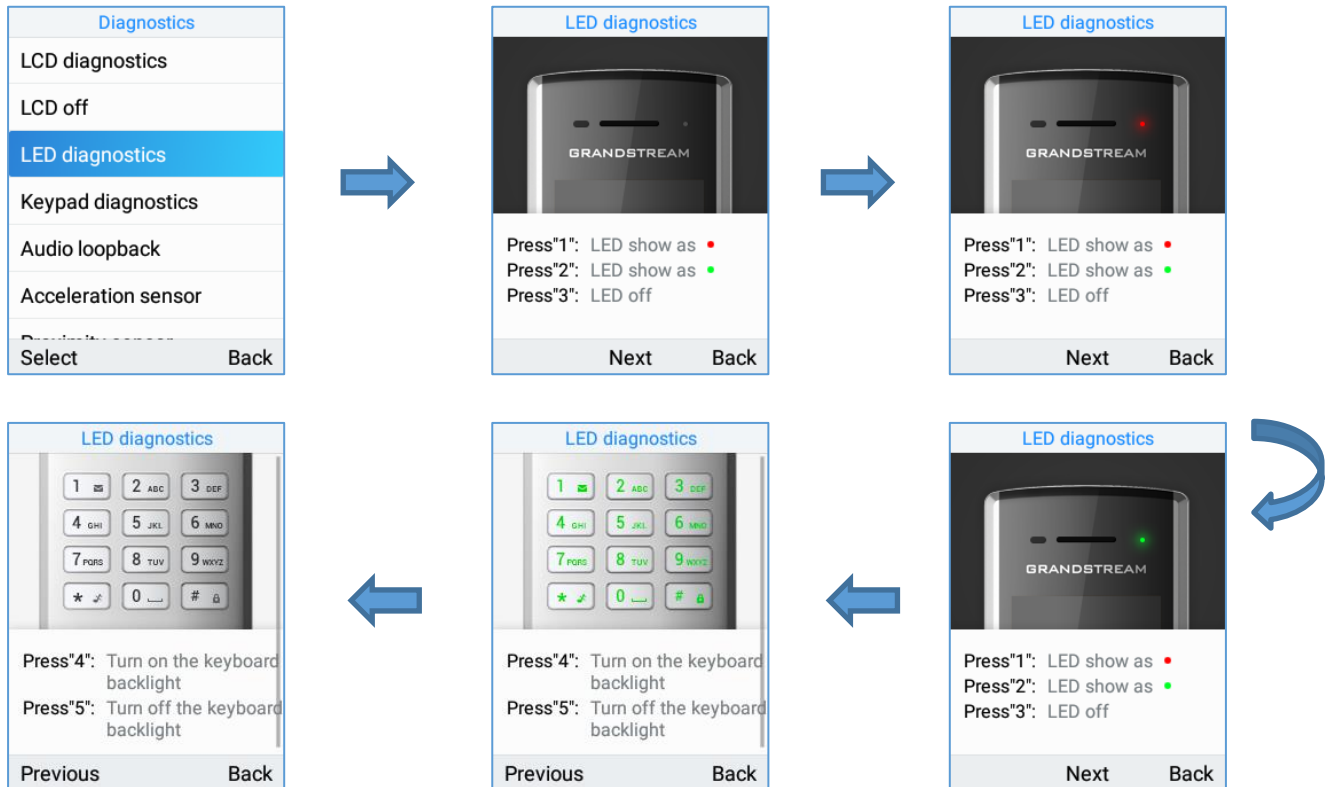 Diagnostics
LCD diagnostics
LCD off
LED diagnostics
Keypad diagnostics
Audio loopback
Acceleration sensor
Proximity sensor
Select Back
LED diagnostics
GRANDSTREAM
Press"1": LED show as
Press"2": LED show as
Press"3": LED off
Next Back
LED diagnostics
GRANDSTREAM
Press"1": LED show as
Press"2": LED show as
Press"3": LED off
Next Back
LED diagnostics
1 2 ABC 3 DEF
4 GHI 5 JKL 6 MNO
7 PQRS 8 TUV 9 WXYZ
* 0 #
Press"4": Turn on the keyboard
backlight
Press"5": Turn off the keyboard
backlight
Previous Back
LED diagnostics
1 2 ABC 3 DEF
4 GHI 5 JKL 6 MNO
7 PQRS 8 TUV 9 WXYZ
* 0 #
Press"4": Turn on the keyboard
backlight
Press"5": Turn off the keyboard
backlight
Previous Back
LED diagnostics
GRANDSTREAM
Press"1": LED show as
Press"2": LED show as
Press"3": LED off
Next Back